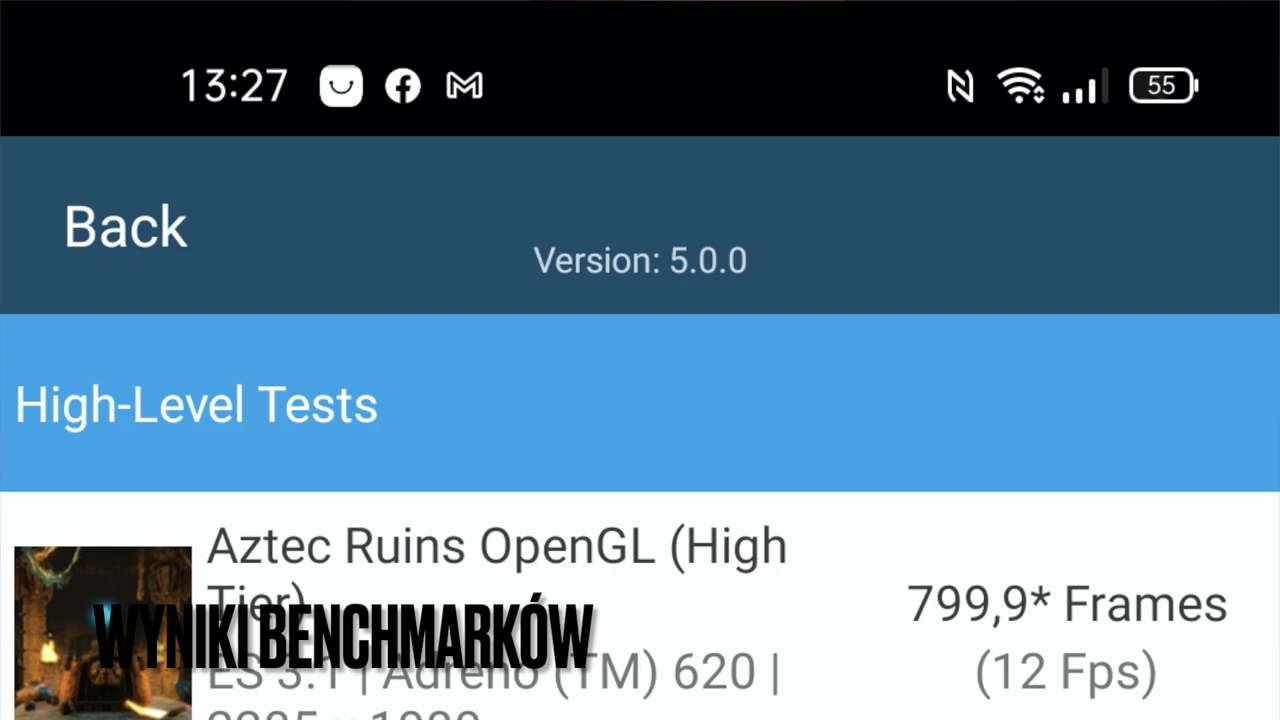 13:27
55
Back
Version: 5.0.0
High-Level Tests
Aztec Ruins OpenGL (High
Tier)
799,9* Frames
WYNIKI BENCHMARKÓW
ES 3.1 | Adreno (TM) 620 |
(12 Fps)